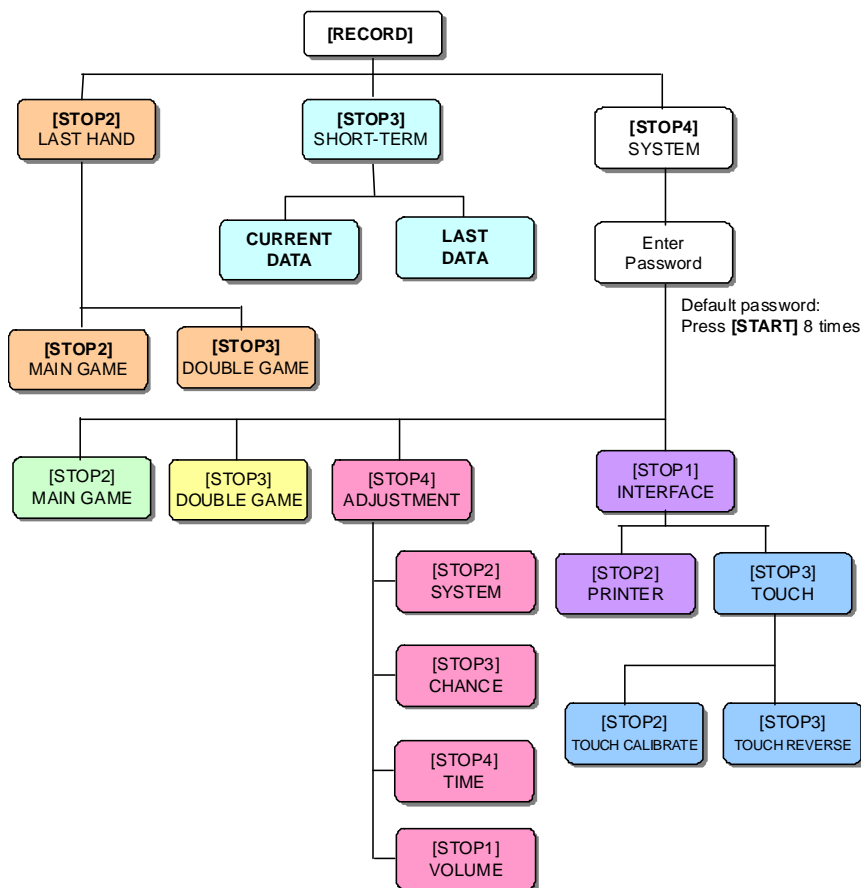 [RECORD]
[STOP2]
LAST HAND
[STOP3]
SHORT-TERM
[STOP4]
SYSTEM
CURRENT
DATA
LAST
DATA
Enter
Password
Default password:
Press [START] 8 times
[STOP2]
MAIN GAME
[STOP3]
DOUBLE GAME
[STOP2]
MAIN GAME
[STOP3]
DOUBLE GAME
[STOP4]
ADJUSTMENT
[STOP1]
INTERFACE
[STOP2]
SYSTEM
[STOP2]
PRINTER
[STOP3]
TOUCH
[STOP3]
CHANCE
[STOP2]
TOUCH CALIBRATE
[STOP3]
TOUCH REVERSE
[STOP4]
TIME
[STOP1]
VOLUME